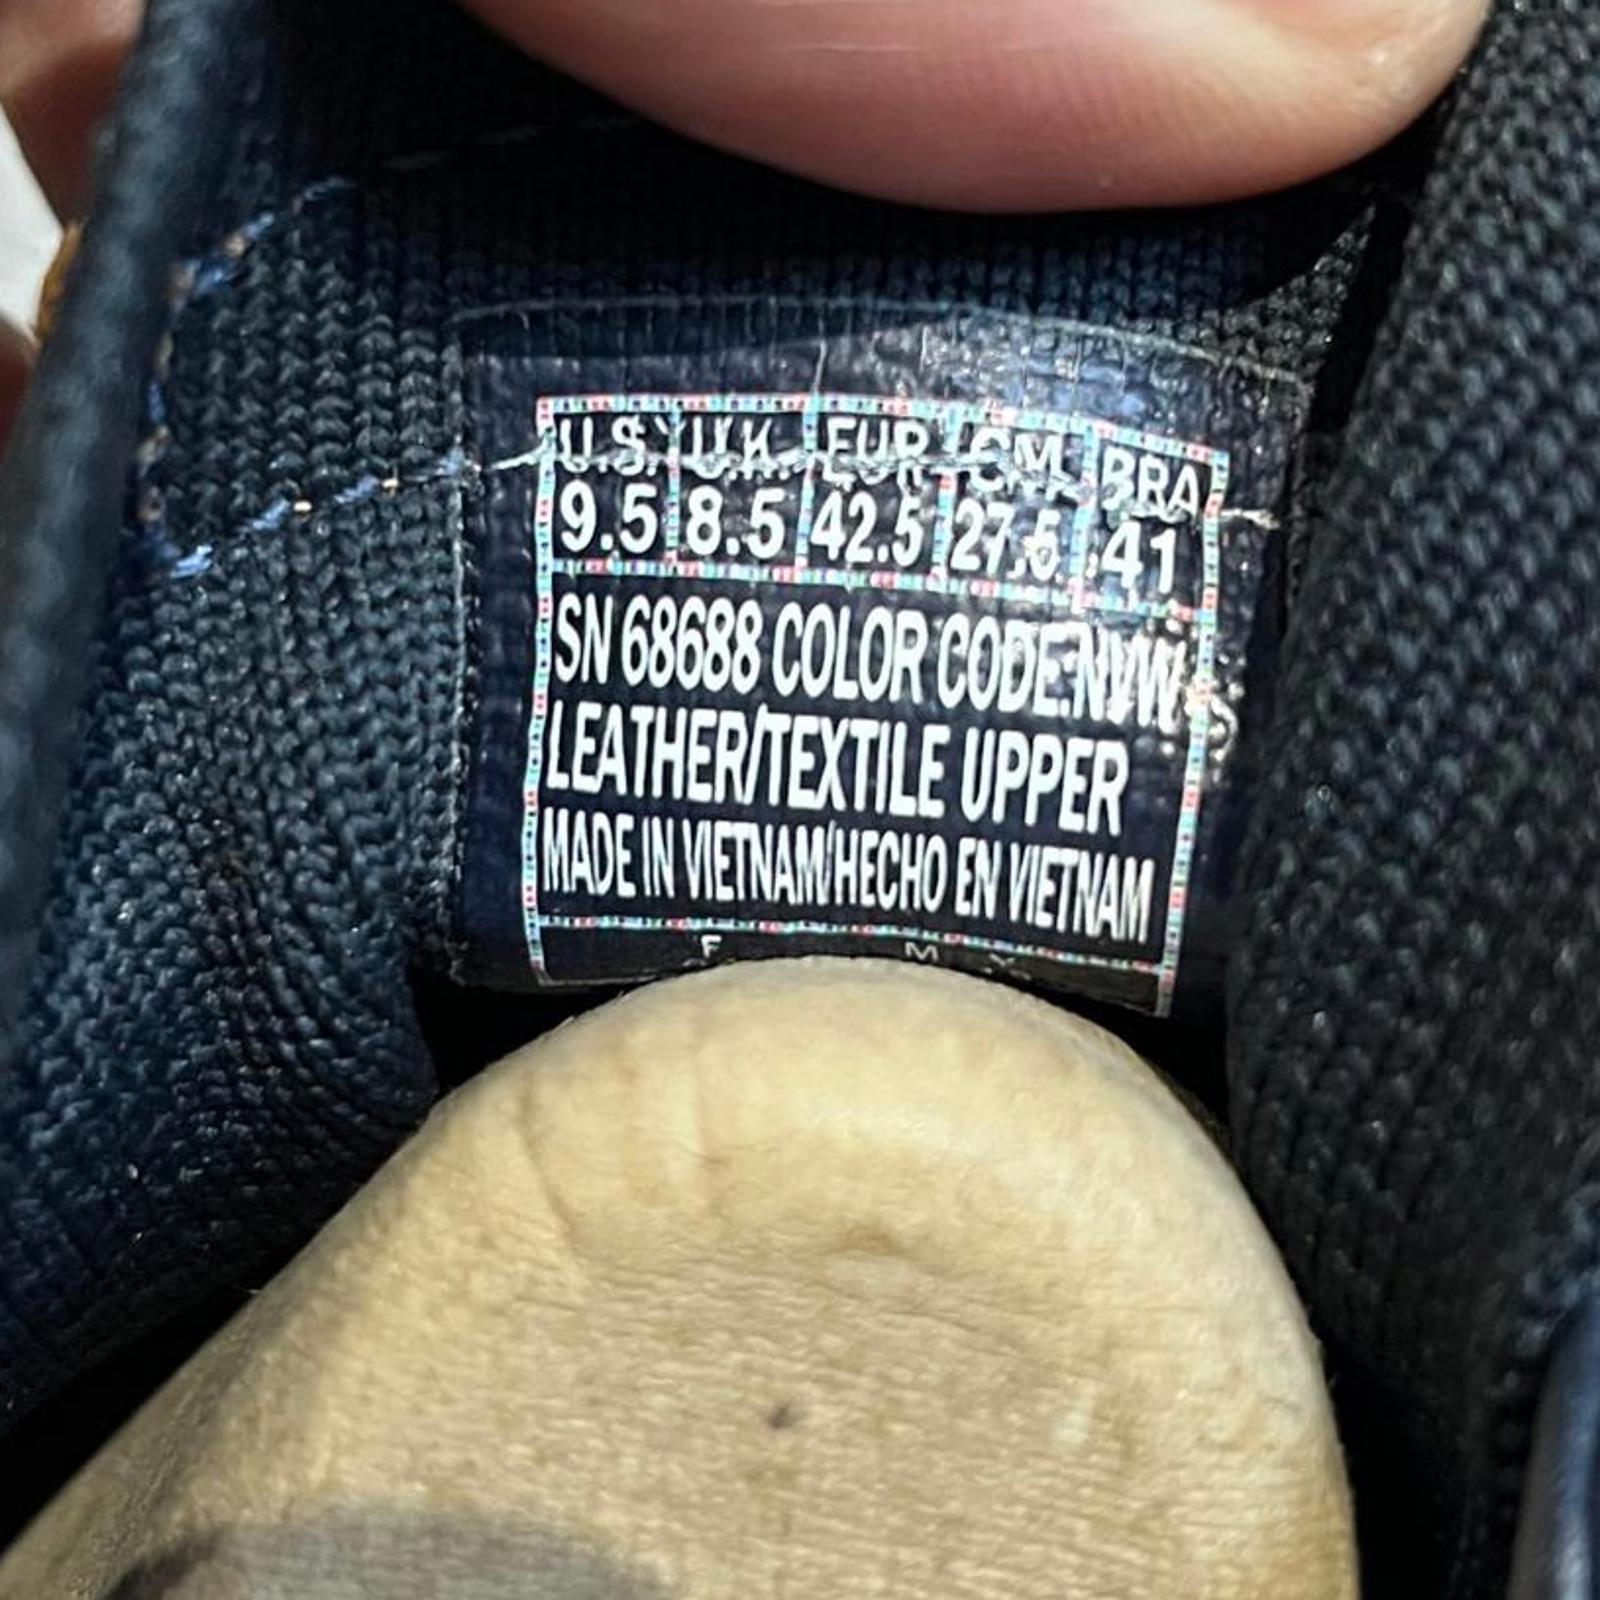 U.S. U.K. EUR CM BRA
9.5 8.5 42.5 27.5 41
SN 68688 COLOR CODE:NVW
LEATHER/TEXTILE UPPER
MADE IN VIETNAM/HECHO EN VIETNAM
F M Y